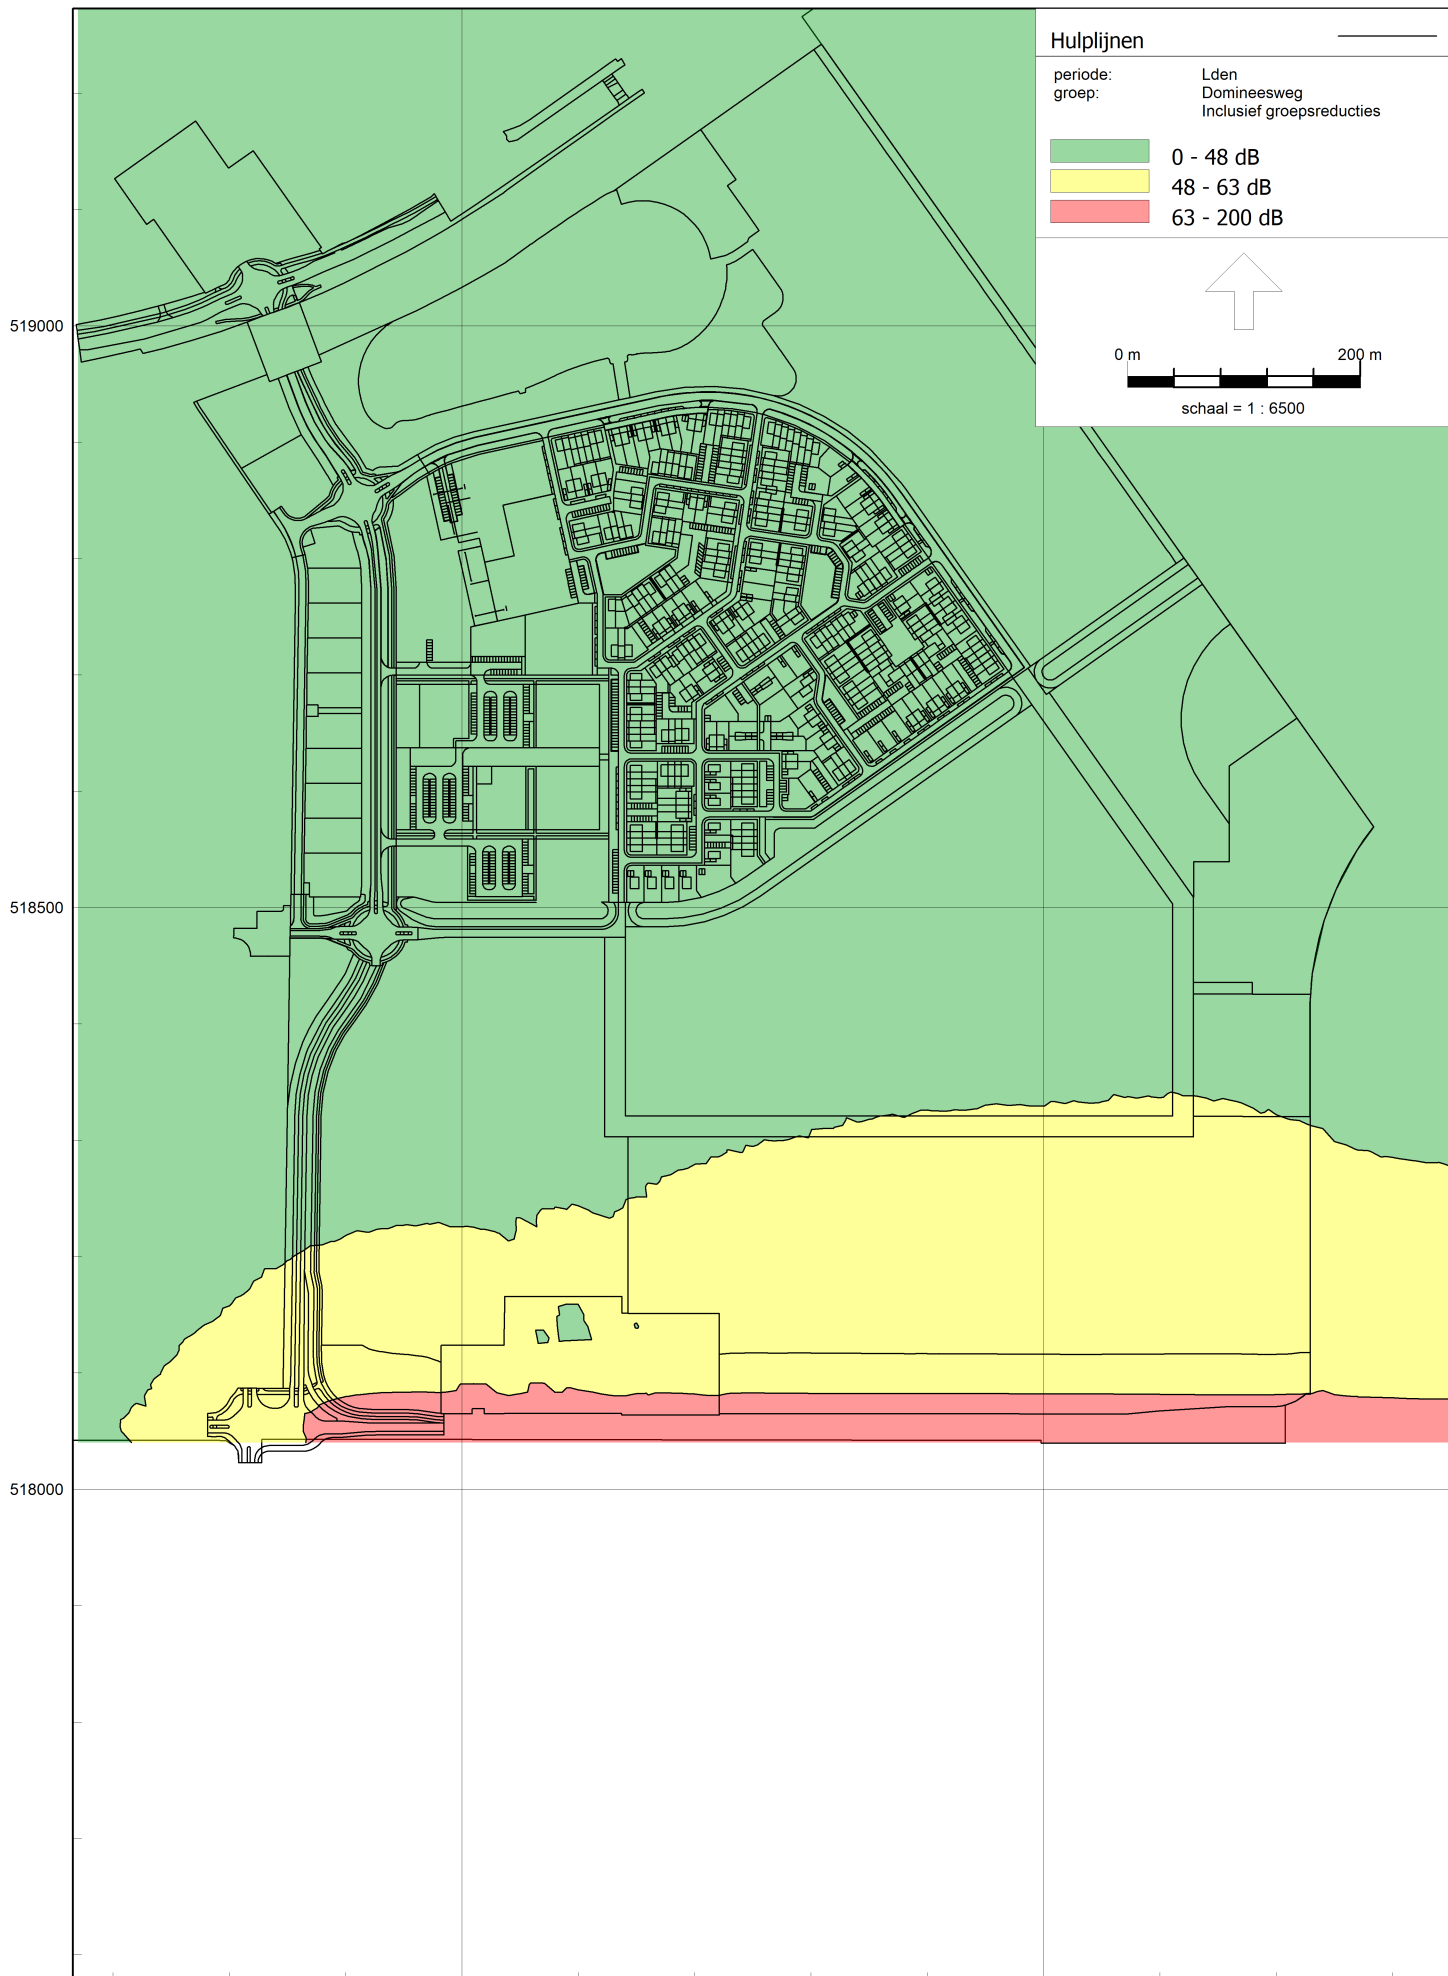 Hulplijnen
periode: Lden
groep: Domineesweg
Inclusief groepsreducties
0 - 48 dB
48 - 63 dB
63 - 200 dB
0 m 200 m
schaal = 1 : 6500
519000
518500
518000